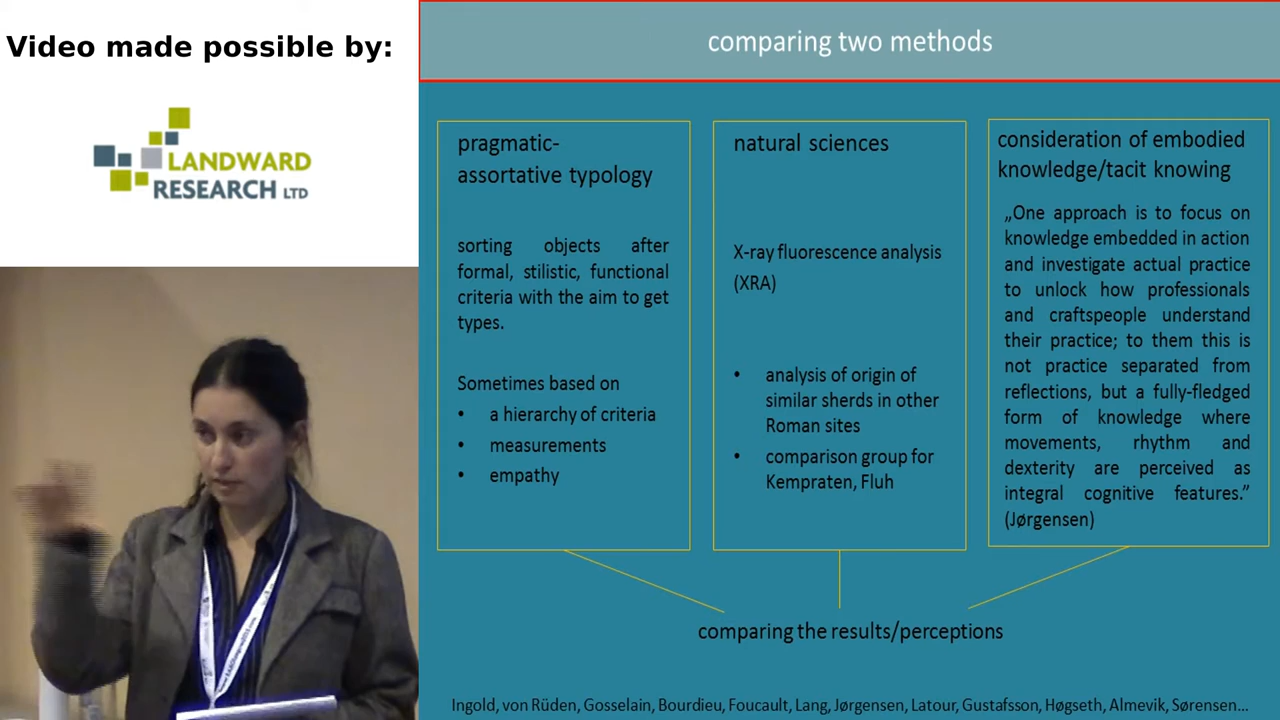 Video made possible by:
LANDWARD
RESEARCH LTD
comparing two methods
pragmatic-
assortative typology
sorting objects after
formal, stilistic, functional
criteria with the aim to get
types.
Sometimes based on
• a hierarchy of criteria
• measurements
• empathy
natural sciences
X-ray fluorescence analysis
(XRA)
• analysis of origin of
similar sherds in other
Roman sites
• comparison group for
Kempraten, Fluh
consideration of embodied
knowledge/tacit knowing
„One approach is to focus on
knowledge embedded in action
and investigate actual practice
to unlock how professionals
and craftspeople understand
their practice; to them this is
not practice separated from
reflections, but a fully-fledged
form of knowledge where
movements, rhythm and
dexterity are perceived as
integral cognitive features.”
(Jørgensen)
comparing the results/perceptions
Ingold, von Rüden, Gosselain, Bourdieu, Foucault, Lang, Jørgensen, Latour, Gustafsson, Høgseth, Almevik, Sørensen...